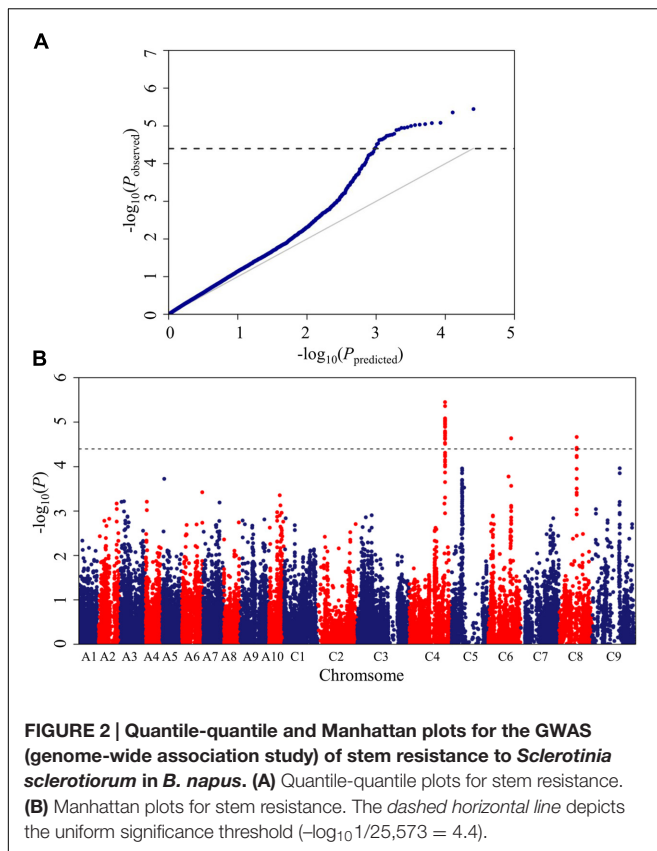 A
-log10(Pobserved)
7
6
5
4
3
2
1
0
0 1 2 3 4 5
-log10(Ppredicted)
B
-log10(P)
6
5
4
3
2
1
0
A1 A2 A3 A4 A5 A6 A7 A8 A9 A10 C1 C2 C3 C4 C5 C6 C7 C8 C9
Chromsome
FIGURE 2 | Quantile-quantile and Manhattan plots for the GWAS
(genome-wide association study) of stem resistance to Sclerotinia
sclerotiorum in B. napus. (A) Quantile-quantile plots for stem resistance.
(B) Manhattan plots for stem resistance. The dashed horizontal line depicts
the uniform significance threshold (–log10 1/25,573 = 4.4).